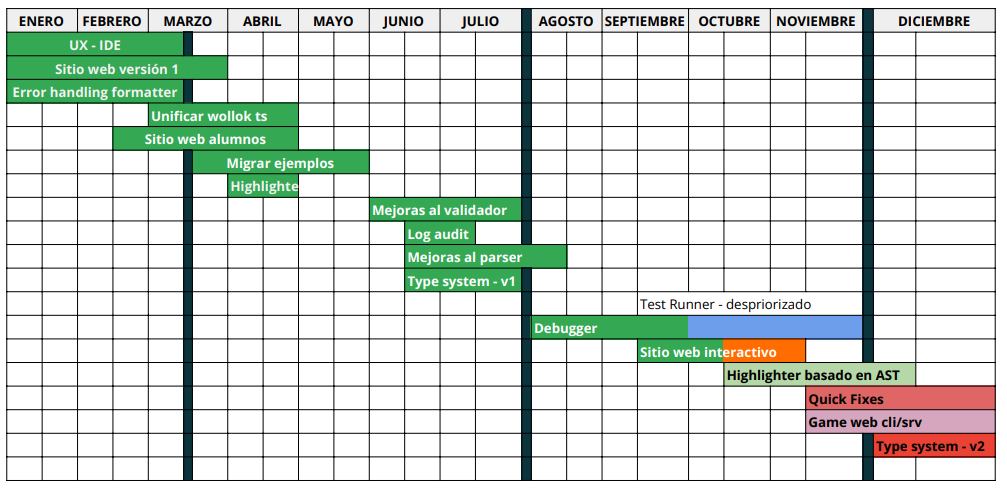 ENERO FEBRERO MARZO ABRIL MAYO JUNIO JULIO AGOSTO SEPTIEMBRE OCTUBRE NOVIEMBRE DICIEMBRE
UX - IDE
Sitio web versión 1
Error handling formatter
Unificar wollok ts
Sitio web alumnos
Migrar ejemplos
Highlighte
Mejoras al validador
Log audit
Mejoras al parser
Type system - v1
Test Runner - despriorizado
Debugger
Sitio web interactivo
Highlighter basado en AST
Quick Fixes
Game web cli/srv
Type system - v2